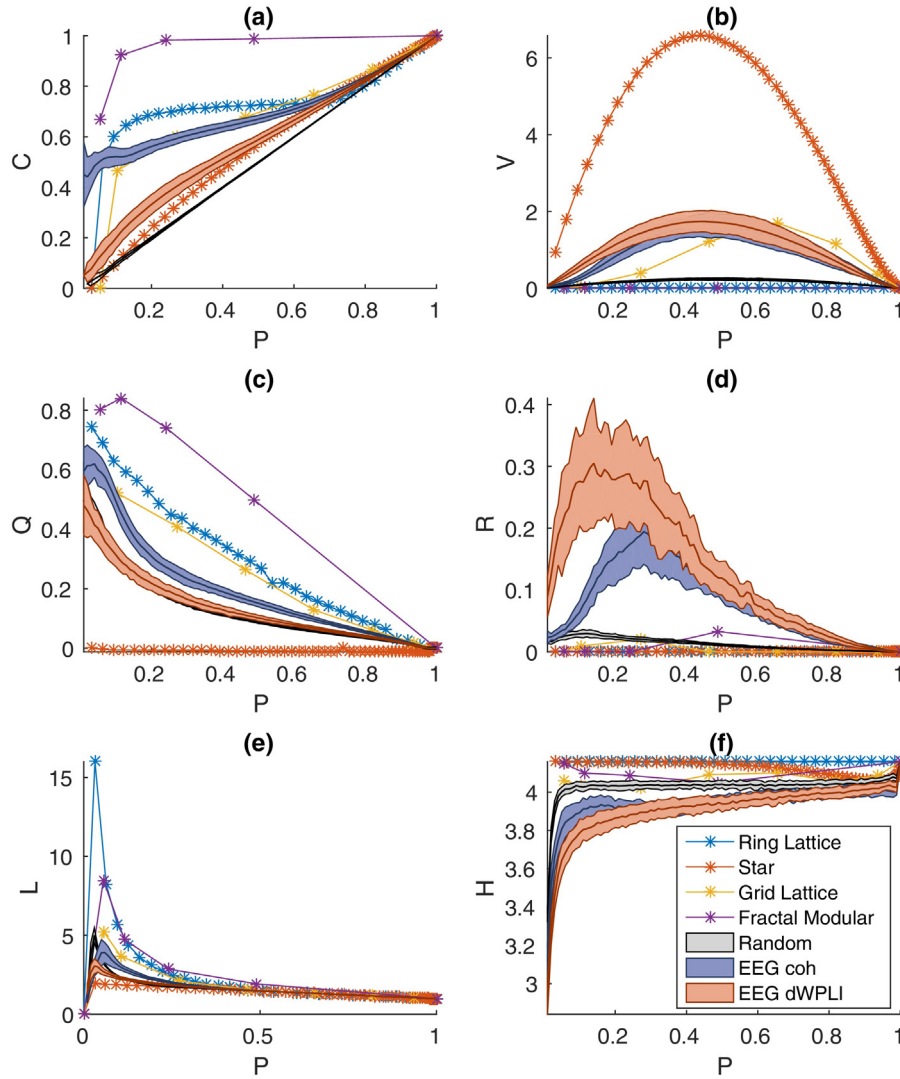 (a)
1
0.8
0.6
0.4
0.2
0
C
0.2 0.4 0.6 0.8 1
P
(b)
6
4
2
0
V
0.2 0.4 0.6 0.8 1
P
(c)
0.8
0.6
0.4
0.2
0
Q
0.2 0.4 0.6 0.8 1
P
(d)
0.4
0.3
0.2
0.1
0
R
0.2 0.4 0.6 0.8 1
P
(e)
15
10
5
0
L
0 0.5 1
P
(f)
4
3.8
3.6
3.4
3.2
3
H
0.2 0.4 0.6 0.8 1
P
Ring Lattice
Star
Grid Lattice
Fractal Modular
Random
EEG coh
EEG dWPLI